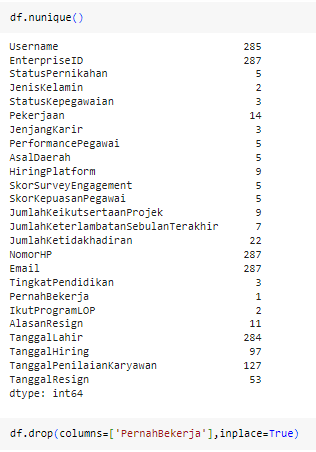 df.nunique()
Username 285
EnterpriseID 287
StatusPernikahan 5
JenisKelamin 2
StatusKepegawaian 3
Pekerjaan 14
JenjangKarir 3
PerformancePegawai 5
AsalDaerah 5
HiringPlatform 9
SkorSurveyEngagement 5
SkorKepuasanPegawai 5
JumlahKeikutsertaanProjek 9
JumlahKeterlambatanSebulanTerakhir 7
JumlahKetidakhadiran 22
NomorHP 287
Email 287
TingkatPendidikan 3
PernahBekerja 1
IkutProgramLOP 2
AlasanResign 11
TanggalLahir 284
TanggalHiring 97
TanggalPenilaianKaryawan 127
TanggalResign 53
dtype: int64
df.drop(columns=['PernahBekerja'],inplace=True)